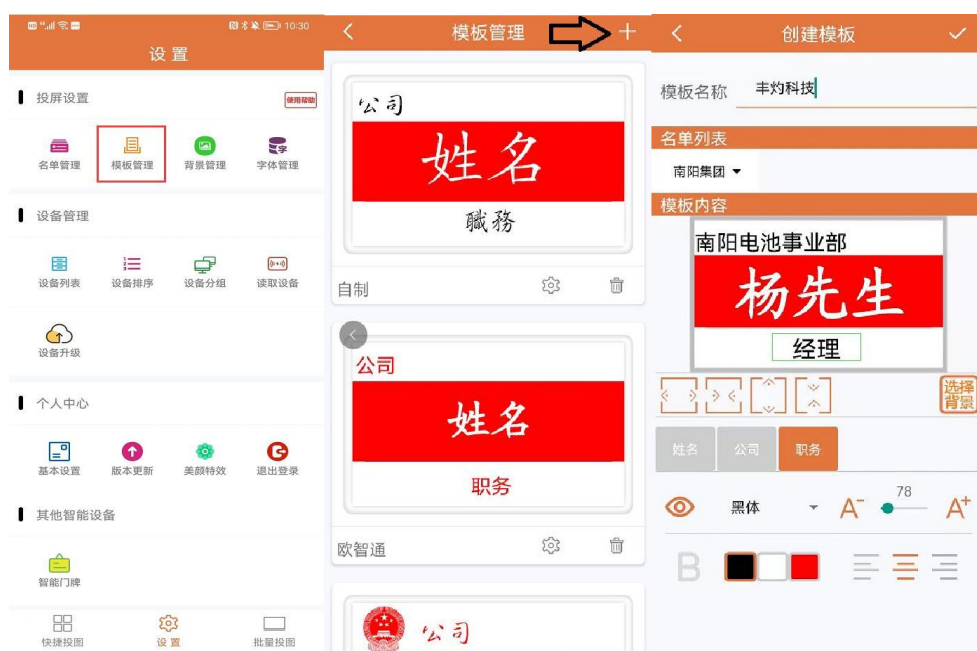 10:30
设 置
投屏设置
使用帮助
名单管理 模板管理 背景管理 字体管理
设备管理
设备列表 设备排序 设备分组 读取设备
设备升级
个人中心
基本设置 版本更新 美颜特效 退出登录
其他智能设备
智能门牌
快捷投图 设 置 批量投图
模板管理
公司
姓名
職務
自制
公司
姓名
职务
欧智通
公司
创建模板
模板名称 丰灼科技
名单列表
南阳集团
模板内容
南阳电池事业部
杨先生
经理
选择
背景
姓名 公司 职务
黑体 A- 78 A+
B